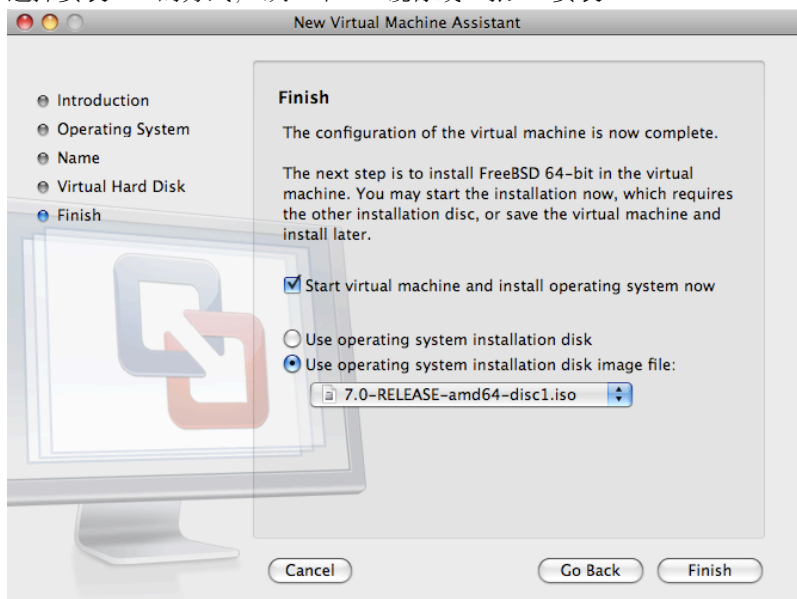 New Virtual Machine Assistant
Introduction
Operating System
Name
Virtual Hard Disk
Finish
Finish
The configuration of the virtual machine is now complete.
The next step is to install FreeBSD 64-bit in the virtual
machine. You may start the installation now, which requires
the other installation disc, or save the virtual machine and
install later.
Start virtual machine and install operating system now
Use operating system installation disk
Use operating system installation disk image file:
7.0-RELEASE-amd64-disc1.iso
Cancel
Go Back
Finish